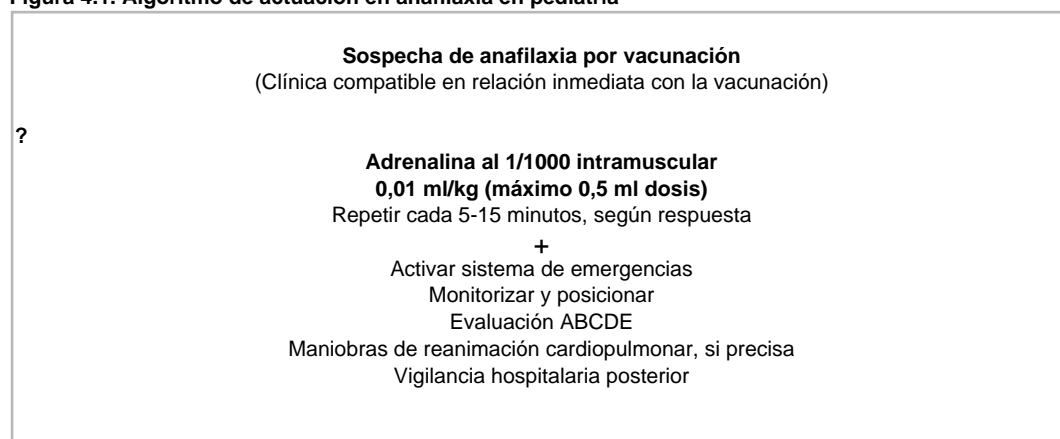 Figura 4.1. Algoritmo de actuación en anafilaxia en pediatría
Sospecha de anafilaxia por vacunación
(Clínica compatible en relación inmediata con la vacunación)
?
Adrenalina al 1/1000 intramuscular
0,01 ml/kg (máximo 0,5 ml dosis)
Repetir cada 5-15 minutos, según respuesta
+
Activar sistema de emergencias
Monitorizar y posicionar
Evaluación ABCDE
Maniobras de reanimación cardiopulmonar, si precisa
Vigilancia hospitalaria posterior